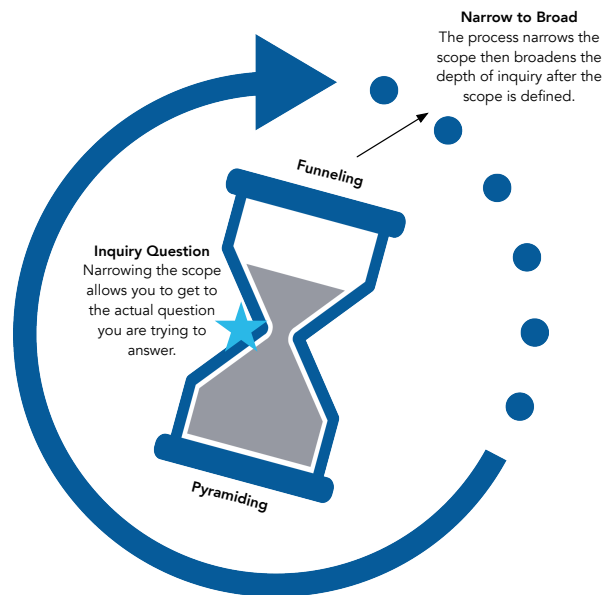 Narrow to Broad
The process narrows the
scope then broadens the
depth of inquiry after the
scope is defined.
Funneling
Inquiry Question
Narrowing the scope
allows you to get to
the actual question
you are trying to
answer.
Pyramiding